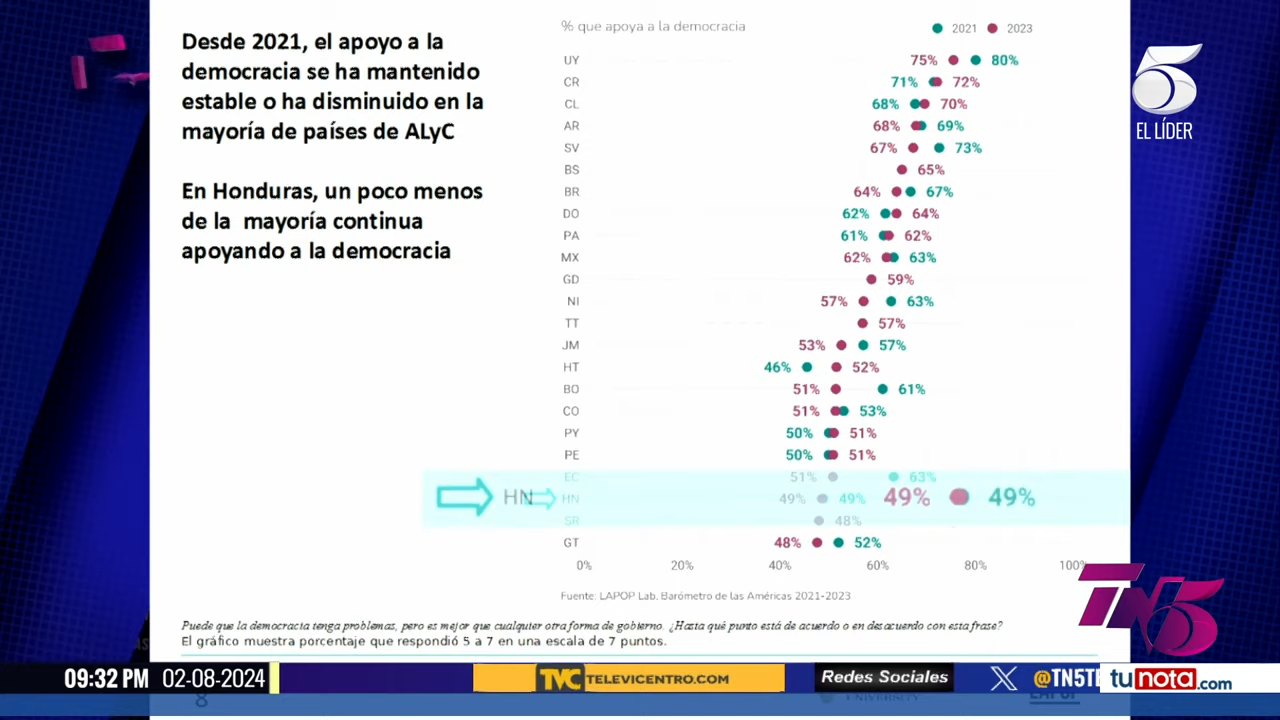 Desde 2021, el apoyo a la
democracia se ha mantenido
estable o ha disminuido en la
mayoría de países de ALyC
En Honduras, un poco menos
de la mayoría continua
apoyando a la democracia
% que apoya a la democracia
2021 2023
UY 75% 80%
CR 71% 72%
CL 68% 70%
AR 68% 69%
SV 67% 73%
BS 65%
BR 64% 67%
DO 62% 64%
PA 61% 62%
MX 62% 63%
GD 59%
NI 57% 63%
TT 57%
JM 53% 57%
HT 46% 52%
BO 51% 61%
CO 51% 53%
PY 50% 51%
PE 50% 51%
EC 51% 63%
HN HN 49% 49% 49% 49%
SR 48%
GT 48% 52%
0% 20% 40% 60% 80% 100%
Fuente: LAPOP Lab, Barómetro de las Américas 2021-2023
Puede que la democracia tenga problemas, pero es mejor que cualquier otra forma de gobierno. ¿Hasta qué punto está de acuerdo o en desacuerdo con esta frase?
El gráfico muestra porcentaje que respondió 5 a 7 en una escala de 7 puntos.
5
EL LÍDER
TN5
09:32 PM 02-08-2024 TVC TELEVICENTRO.COM Redes Sociales X @TN5TE tunota.com
8